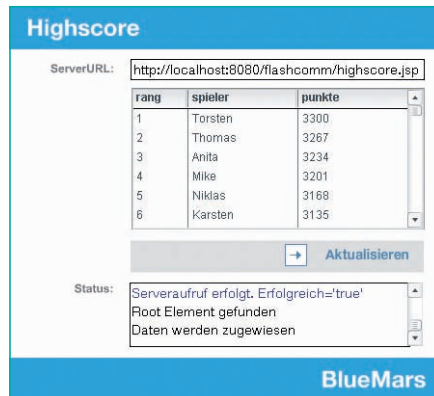 Highscore
ServerURL: http://localhost:8080/flashcomm/highscore.jsp
rang spieler punkte
1 Torsten 3300
2 Thomas 3267
3 Anita 3234
4 Mike 3201
5 Niklas 3168
6 Karsten 3135
Aktualisieren
Status: Serveraufruf erfolgt. Erfolgreich='true'
Root Element gefunden
Daten werden zugewiesen
BlueMars